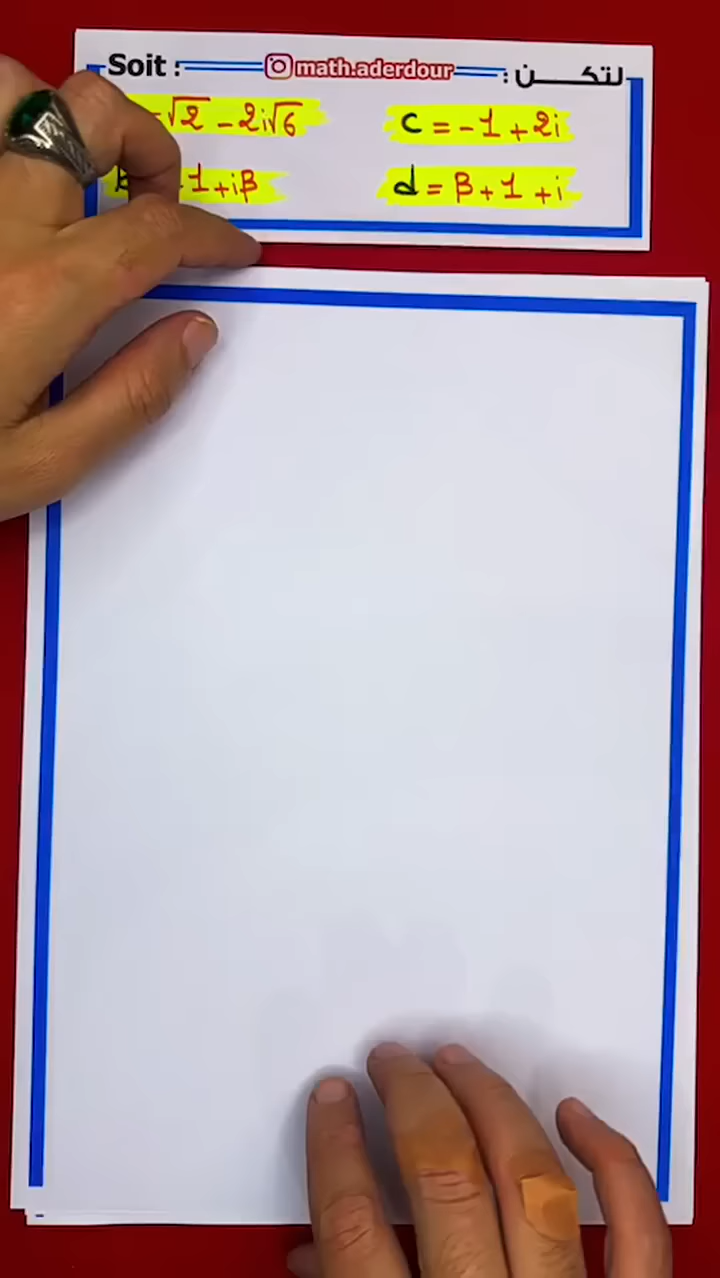 Soit : math.aderdour لتكن :
-√2 - 2i√6 c = -1 + 2i
1 + iβ d = β + 1 + i